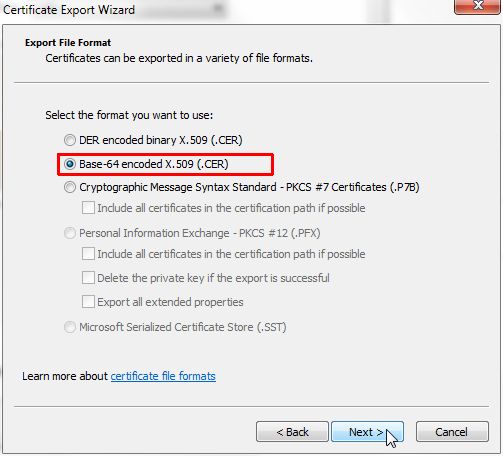 Certificate Export Wizard
Export File Format
Certificates can be exported in a variety of file formats.
Select the format you want to use:
DER encoded binary X.509 (.CER)
Base-64 encoded X.509 (.CER)
Cryptographic Message Syntax Standard - PKCS #7 Certificates (.P7B)
Include all certificates in the certification path if possible
Personal Information Exchange - PKCS #12 (.PFX)
Include all certificates in the certification path if possible
Delete the private key if the export is successful
Export all extended properties
Microsoft Serialized Certificate Store (.SST)
Learn more about certificate file formats
< Back Next > Cancel